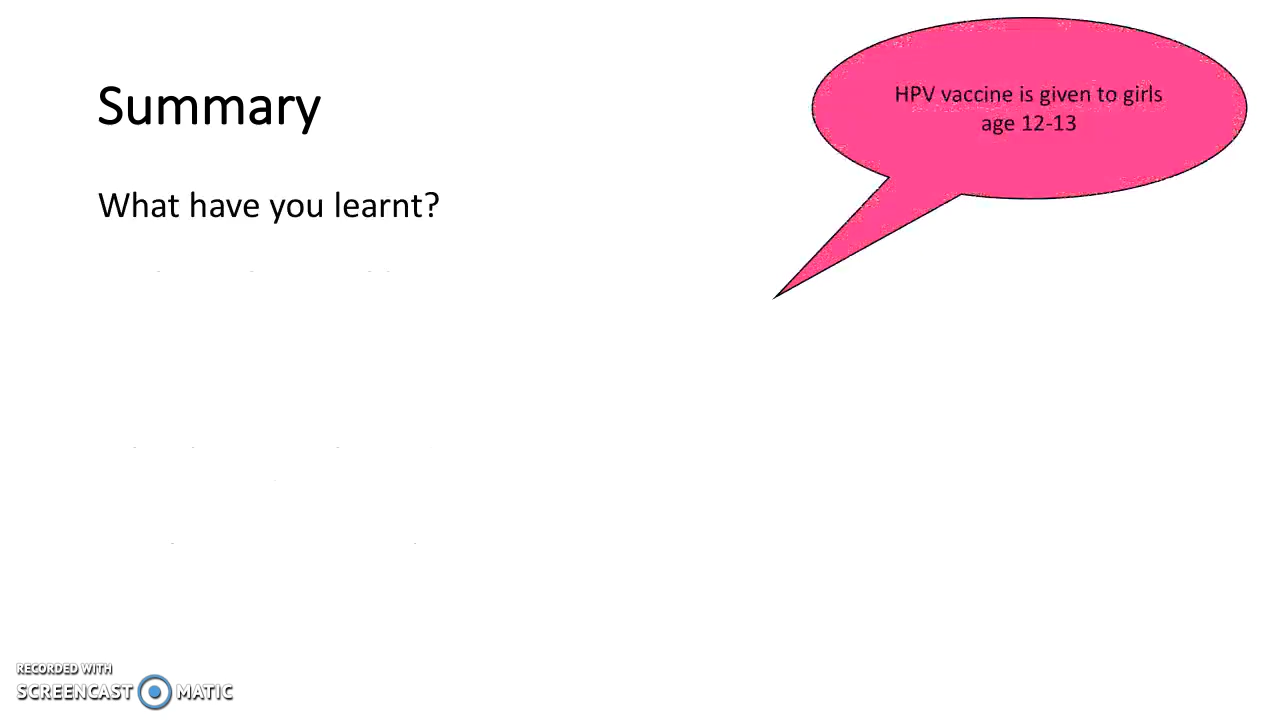 Summary
What have you learnt?
HPV vaccine is given to girls
age 12-13
RECORDED WITH
SCREENCAST MATIC